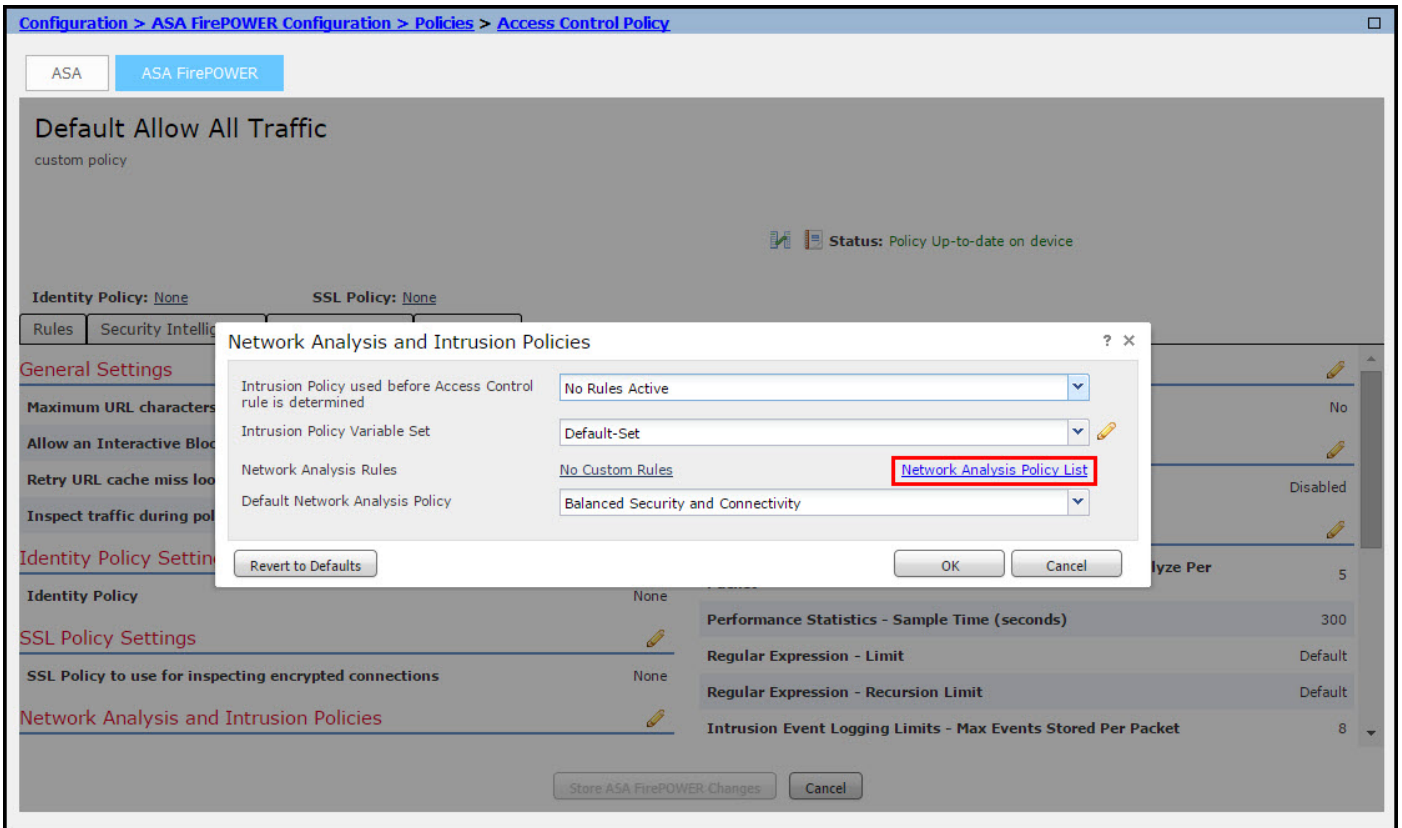 Configuration > ASA FirePOWER Configuration > Policies > Access Control Policy
ASA
ASA FirePOWER
Default Allow All Traffic
custom policy
Status: Policy Up-to-date on device
Identity Policy: None
SSL Policy: None
Rules
Security Intellig
Network Analysis and Intrusion Policies
? ×
Intrusion Policy used before Access Control
rule is determined
No Rules Active
Intrusion Policy Variable Set
Default-Set
Network Analysis Rules
No Custom Rules
Network Analysis Policy List
Default Network Analysis Policy
Balanced Security and Connectivity
Revert to Defaults
OK
Cancel
General Settings
Maximum URL characters
Allow an Interactive Bloc
Retry URL cache miss loo
Inspect traffic during pol
Identity Policy Settin
Identity Policy
None
SSL Policy Settings
SSL Policy to use for inspecting encrypted connections
None
Network Analysis and Intrusion Policies
No
Disabled
lyze Per
5
Performance Statistics - Sample Time (seconds)
300
Regular Expression - Limit
Default
Regular Expression - Recursion Limit
Default
Intrusion Event Logging Limits - Max Events Stored Per Packet
8
Store ASA FirePOWER Changes
Cancel